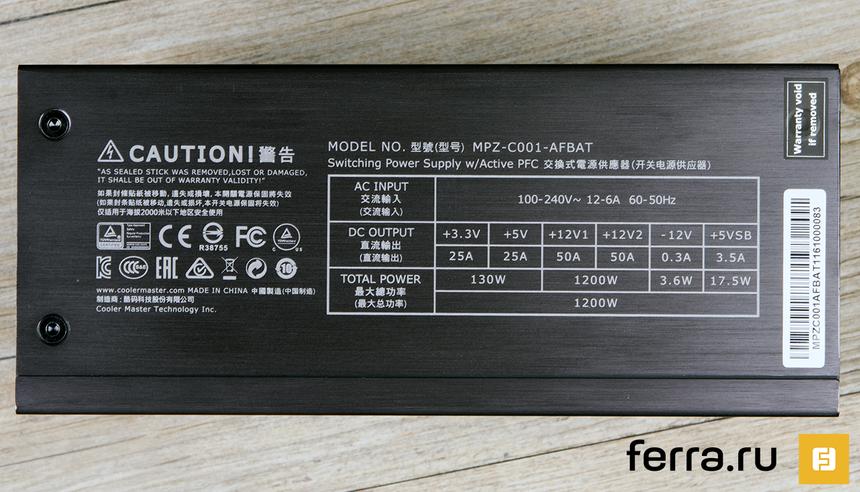 Warranty void
if removed
CAUTION! 警告
"AS SEALED STICK WAS REMOVED,LOST OR DAMAGED,
IT SHALL BE OUT OF WARRANTY VALIDITY!"
如果封條貼紙被移動，遺失或損壞，本開關電源保固將失效
(如果封条贴纸被移动，遗失或损坏，本开关电源保固将失效)
仅适用于海拔2000米以下地区安全使用
R38755
FC
CE
EAC
www.coolermaster.com MADE IN CHINA 中國製造(中国制造)
制造商：酷码科技股份有限公司
Cooler Master Technology Inc.
MODEL NO. 型號(型号) MPZ-C001-AFBAT
Switching Power Supply w/Active PFC 交換式電源供應器(开关电源供应器)
AC INPUT
交流輸入
(交流输入)
100-240V~ 12-6A 60-50Hz
DC OUTPUT
直流輸出
(直流输出)
+3.3V +5V +12V1 +12V2 -12V +5VSB
25A 25A 50A 50A 0.3A 3.5A
TOTAL POWER
最大總功率
(最大总功率)
130W 1200W 3.6W 17.5W
1200W
MPZC001AFBAT1161000083
ferra.ru